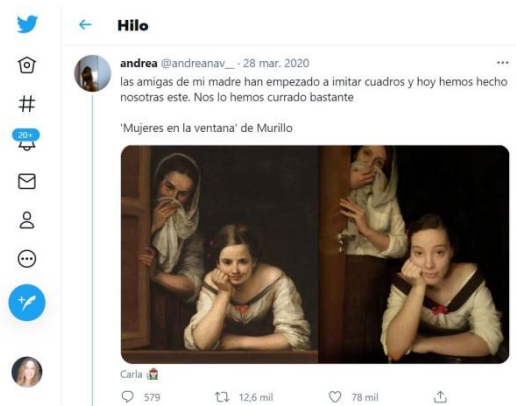 Hilo
andrea @andreanav__ · 28 mar. 2020
las amigas de mi madre han empezado a imitar cuadros y hoy hemos hecho
nosotras este. Nos lo hemos currado bastante
'Mujeres en la ventana' de Murillo
20+
Carla
579
12,6 mil
78 mil